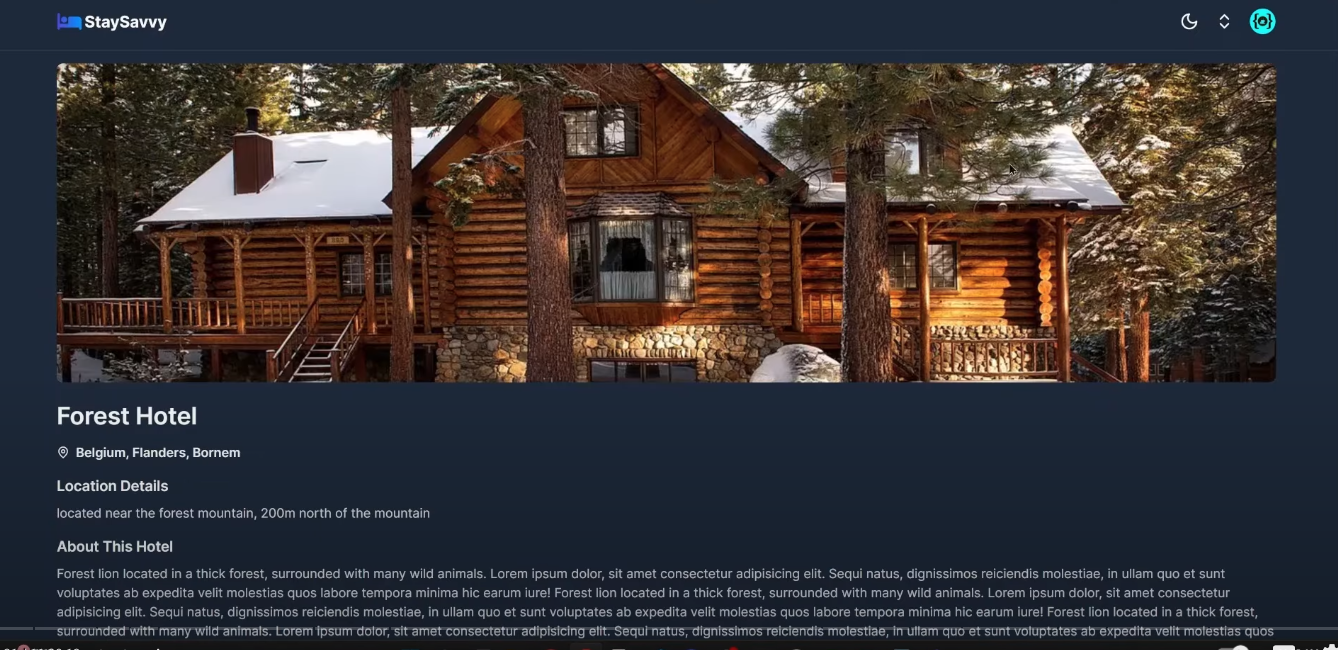 StaySavvy
Forest Hotel
Belgium, Flanders, Bornem
Location Details
located near the forest mountain, 200m north of the mountain
About This Hotel
Forest lion located in a thick forest, surrounded with many wild animals. Lorem ipsum dolor, sit amet consectetur adipisicing elit. Sequi natus, dignissimos reiciendis molestiae, in ullam quo et sunt
voluptates ab expedita velit molestias quos labore tempora minima hic earum iure! Forest lion located in a thick forest, surrounded with many wild animals. Lorem ipsum dolor, sit amet consectetur
adipisicing elit. Sequi natus, dignissimos reiciendis molestiae, in ullam quo et sunt voluptates ab expedita velit molestias quos labore tempora minima hic earum iure! Forest lion located in a thick forest,
surrounded with many wild animals. Lorem ipsum dolor, sit amet consectetur adipisicing elit. Sequi natus, dignissimos reiciendis molestiae, in ullam quo et sunt voluptates ab expedita velit molestias quos